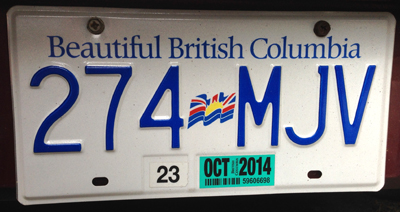 Beautiful British Columbia
274 MJV
23 OCT 2014
59606698